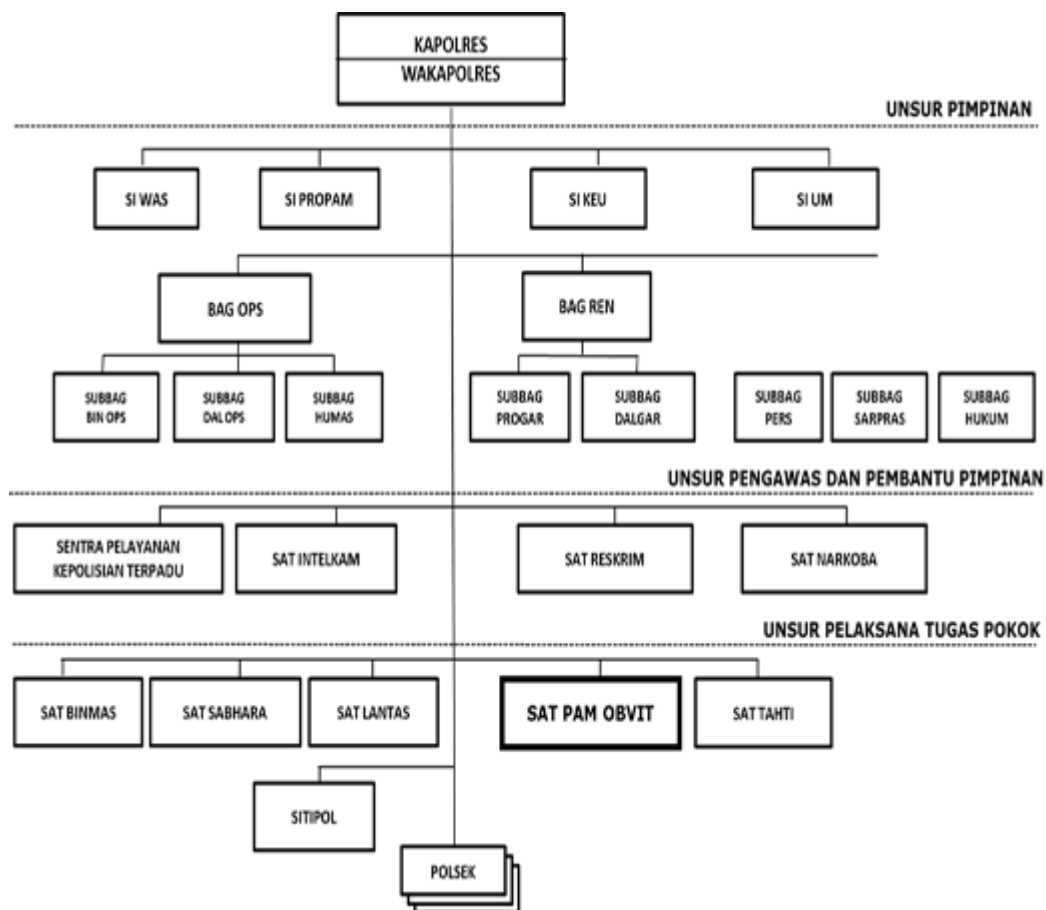 KAPOLRES
WAKAPOLRES
UNSUR PIMPINAN
SI WAS
SI PROPAM
SI KEU
SI UM
BAG OPS
BAG REN
SUBBAG
BIN OPS
SUBBAG
DAL OPS
SUBBAG
HUMAS
SUBBAG
PROGAR
SUBBAG
DALGAR
SUBBAG
PERS
SUBBAG
SARPRAS
SUBBAG
HUKUM
UNSUR PENGAWAS DAN PEMBANTU PIMPINAN
SENTRA PELAYANAN
KEPOLISIAN TERPADU
SAT INTELKAM
SAT RESKRIM
SAT NARKOBA
UNSUR PELAKSANA TUGAS POKOK
SAT BINMAS
SAT SABHARA
SAT LANTAS
SAT PAM OBVIT
SAT TAHTI
SITIPOL
POLSEK